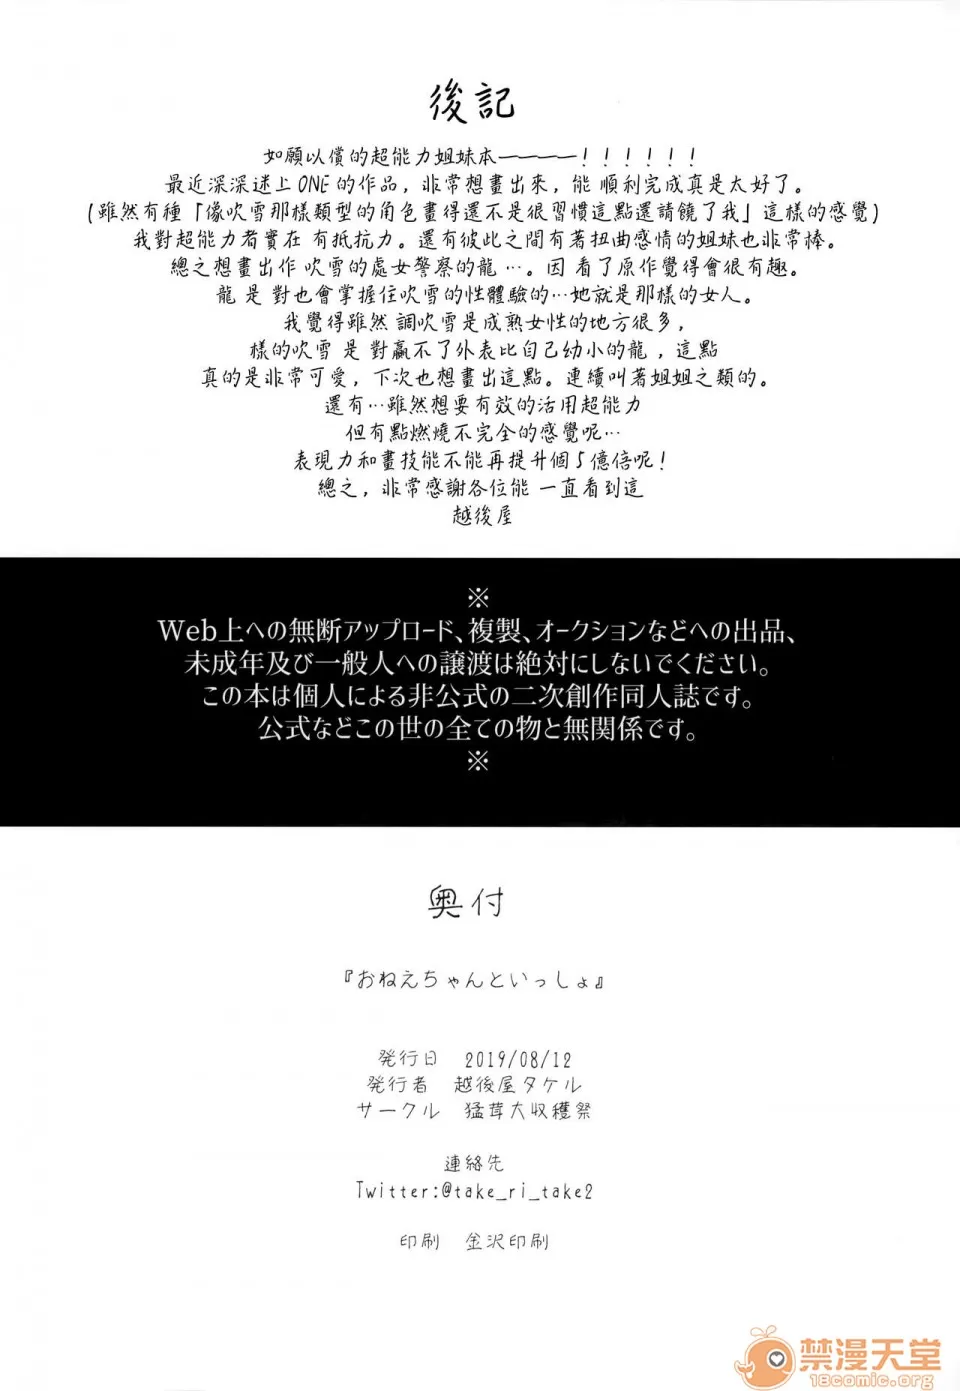 後記
如願以償的超能力姐妹本————!!!!!!
最近深深迷上ONE的作品，非常想畫出來，能 順利完成真是太好了。
(雖然有種「像吹雪那樣類型的角色畫得還不是很習慣這點還請饒了我」這樣的感覺)
我對超能力者實在 有抵抗力。還有彼此之間有著扭曲感情的姐妹也非常棒。
總之想畫出作 吹雪的處女警察的龍 …。因 看了原作覺得會很有趣。
龍 是 對也會掌握住吹雪的性體驗的…她就是那樣的女人。
我覺得雖然 調吹雪是成熟女性的地方很多，
樣的吹雪 是 對贏不了外表比自己幼小的龍 ，這點
真的是非常可愛，下次也想畫出這點。連續叫著姐姐之類的。
還有…雖然想要有效的活用超能力
但有點燃燒不完全的感覺呢…
表現力和畫技能不能再提升個5億倍呢!
總之，非常感謝各位能 一直看到這
越後屋
※
Web上への無断アップロード、複製、オークションなどへの出品、
未成年及び一般人への譲渡は絶対にしないでください。
この本は個人による非公式の二次創作同人誌です。
公式などこの世の全ての物と無関係です。
※
奥付
『おねえちゃんといっしょ』
発行日 2019/08/12
発行者 越後屋タケル
サークル 猛茸大収穫祭
連絡先
Twitter:@take_ri_take2
印刷 金沢印刷
禁漫天堂
18comic.org